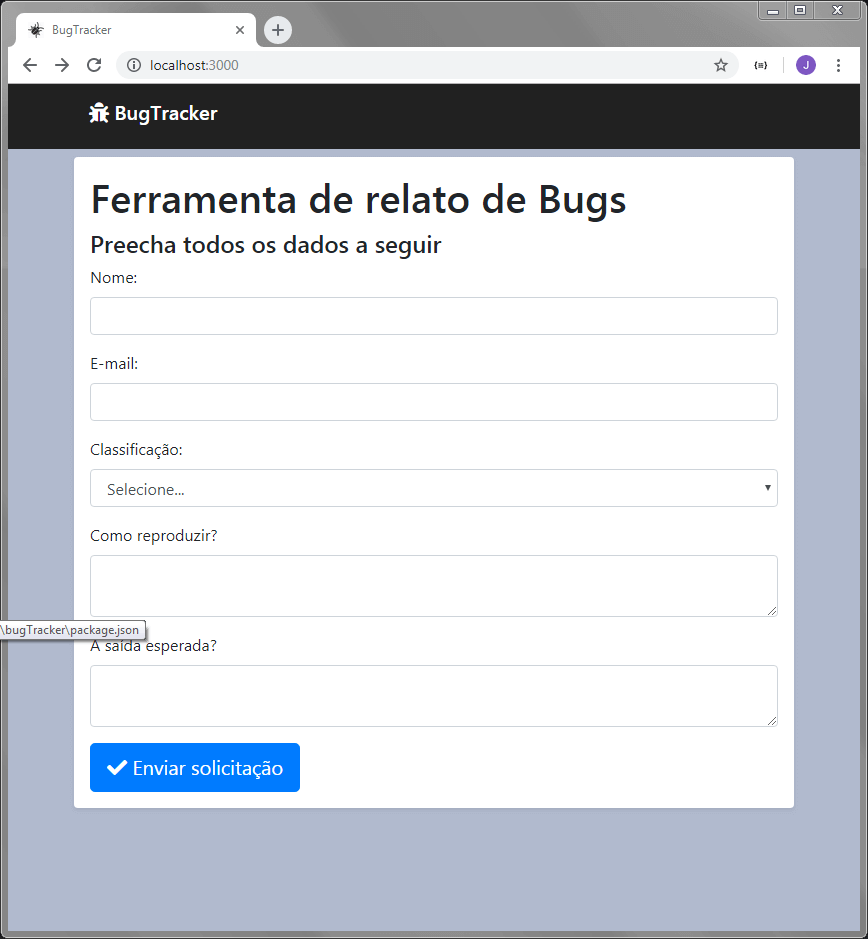 BugTracker
localhost:3000
J
BugTracker
Ferramenta de relato de Bugs
Preecha todos os dados a seguir
Nome:
E-mail:
Classificação:
Selecione...
Como reproduzir?
\bugTracker\package.json
A saída esperada?
Enviar solicitação